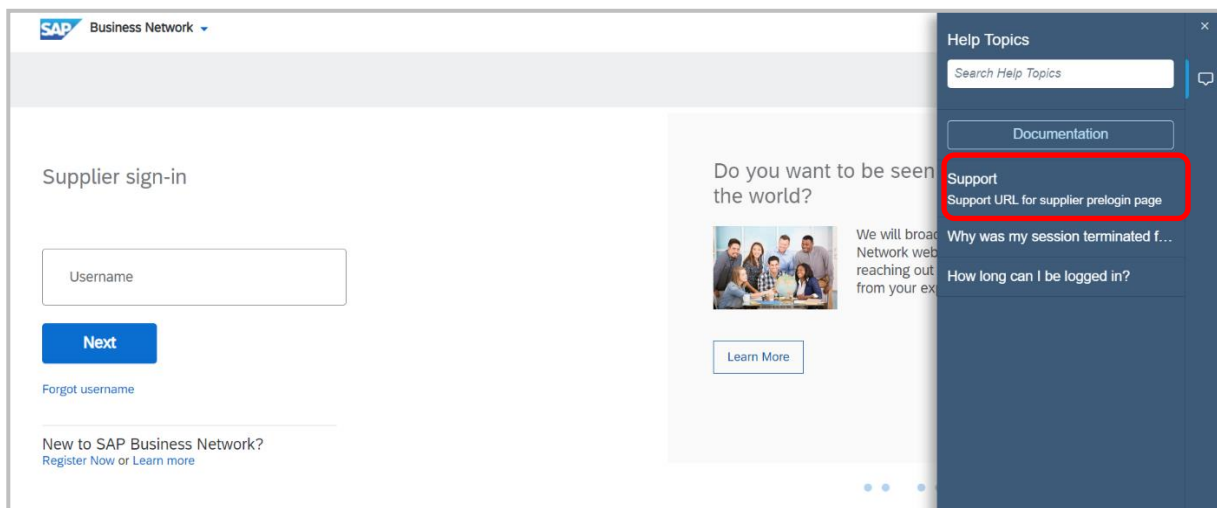 SAP Business Network
Supplier sign-in
Username
Next
Forgot username
New to SAP Business Network?
Register Now or Learn more
Do you want to be seen
the world?
We will broad
Network web
reaching out
from your ex
Learn More
Help Topics
Search Help Topics
Documentation
Support
Support URL for supplier prelogin page
Why was my session terminated f...
How long can I be logged in?